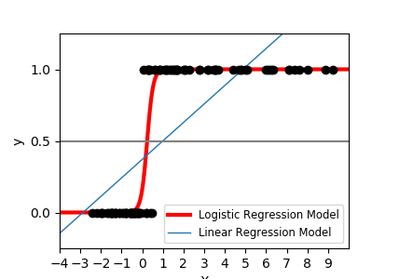 1.0
0.5
0.0
y
Logistic Regression Model
Linear Regression Model
−4 −3 −2 −1 0 1 2 3 4 5 6 7 8 9